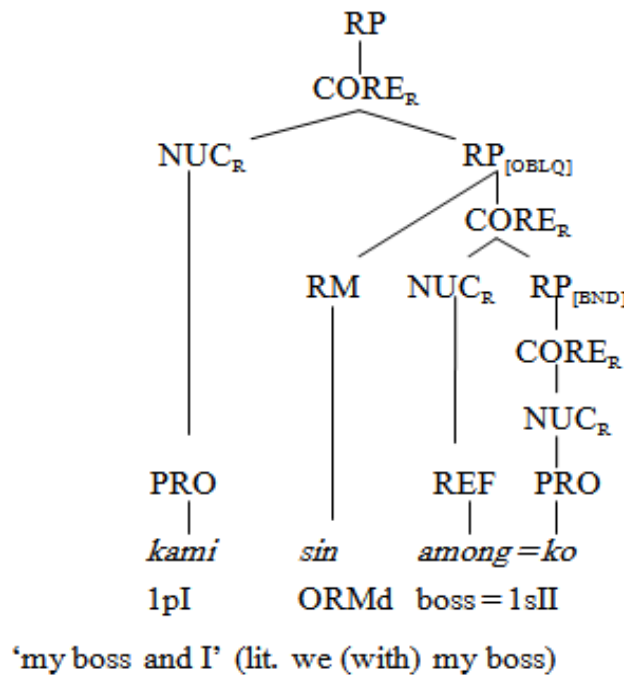 RP
CORE_R
NUC_R RP_[OBLQ]
CORE_R
RM NUC_R RP_[BND]
CORE_R
NUC_R
PRO REF PRO
kami sin among=ko
1pI ORMd boss=1sII
‘my boss and I’ (lit. we (with) my boss)